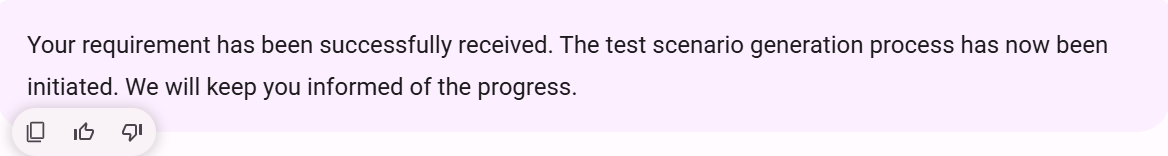 Your requirement has been successfully received. The test scenario generation process has now been
initiated. We will keep you informed of the progress.